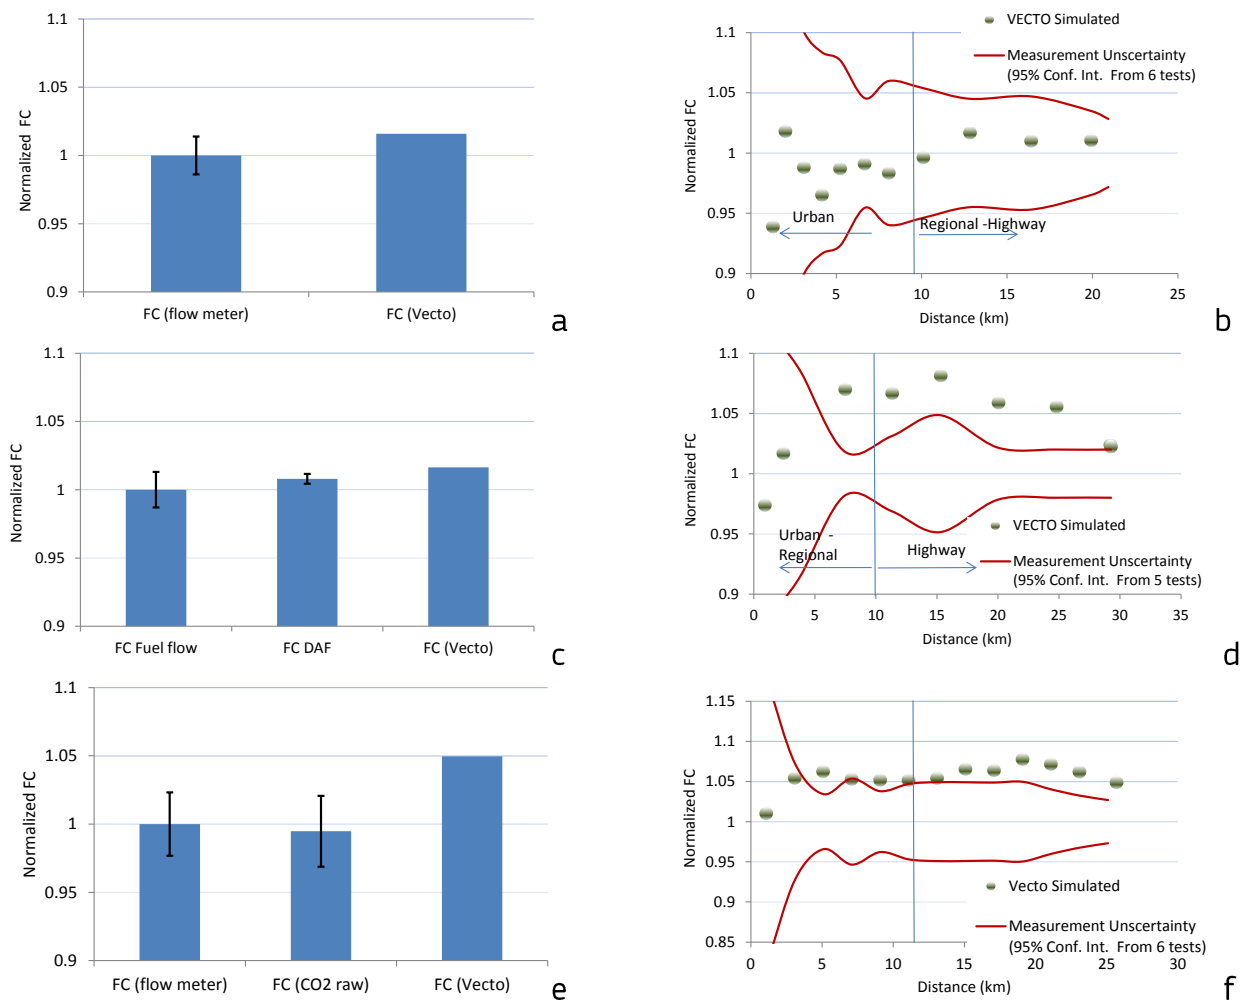 1.1
1.05
1
0.95
0.9
Normalized FC
FC (flow meter)
FC (Vecto)
a
VECTO Simulated
Measurement Unscertainty
(95% Conf. Int. From 6 tests)
1.1
1.05
1
0.95
0.9
Normalized FC
Urban
Regional -Highway
0 5 10 15 20 25
Distance (km)
b
1.1
1.05
1
0.95
0.9
Normalized FC
FC Fuel flow
FC DAF
FC (Vecto)
c
1.1
1.05
1
0.95
0.9
Normalized FC
Urban -
Regional
Highway
VECTO Simulated
Measurement Uncertainty
(95% Conf. Int. From 5 tests)
0 5 10 15 20 25 30 35
Distance (km)
d
1.1
1.05
1
0.95
0.9
Normalized FC
FC (flow meter)
FC (CO2 raw)
FC (Vecto)
e
1.15
1.1
1.05
1
0.95
0.9
0.85
Normalized FC
Vecto Simulated
Measurement Uncertainty
(95% Conf. Int. From 6 tests)
0 5 10 15 20 25 30
Distance (km)
f